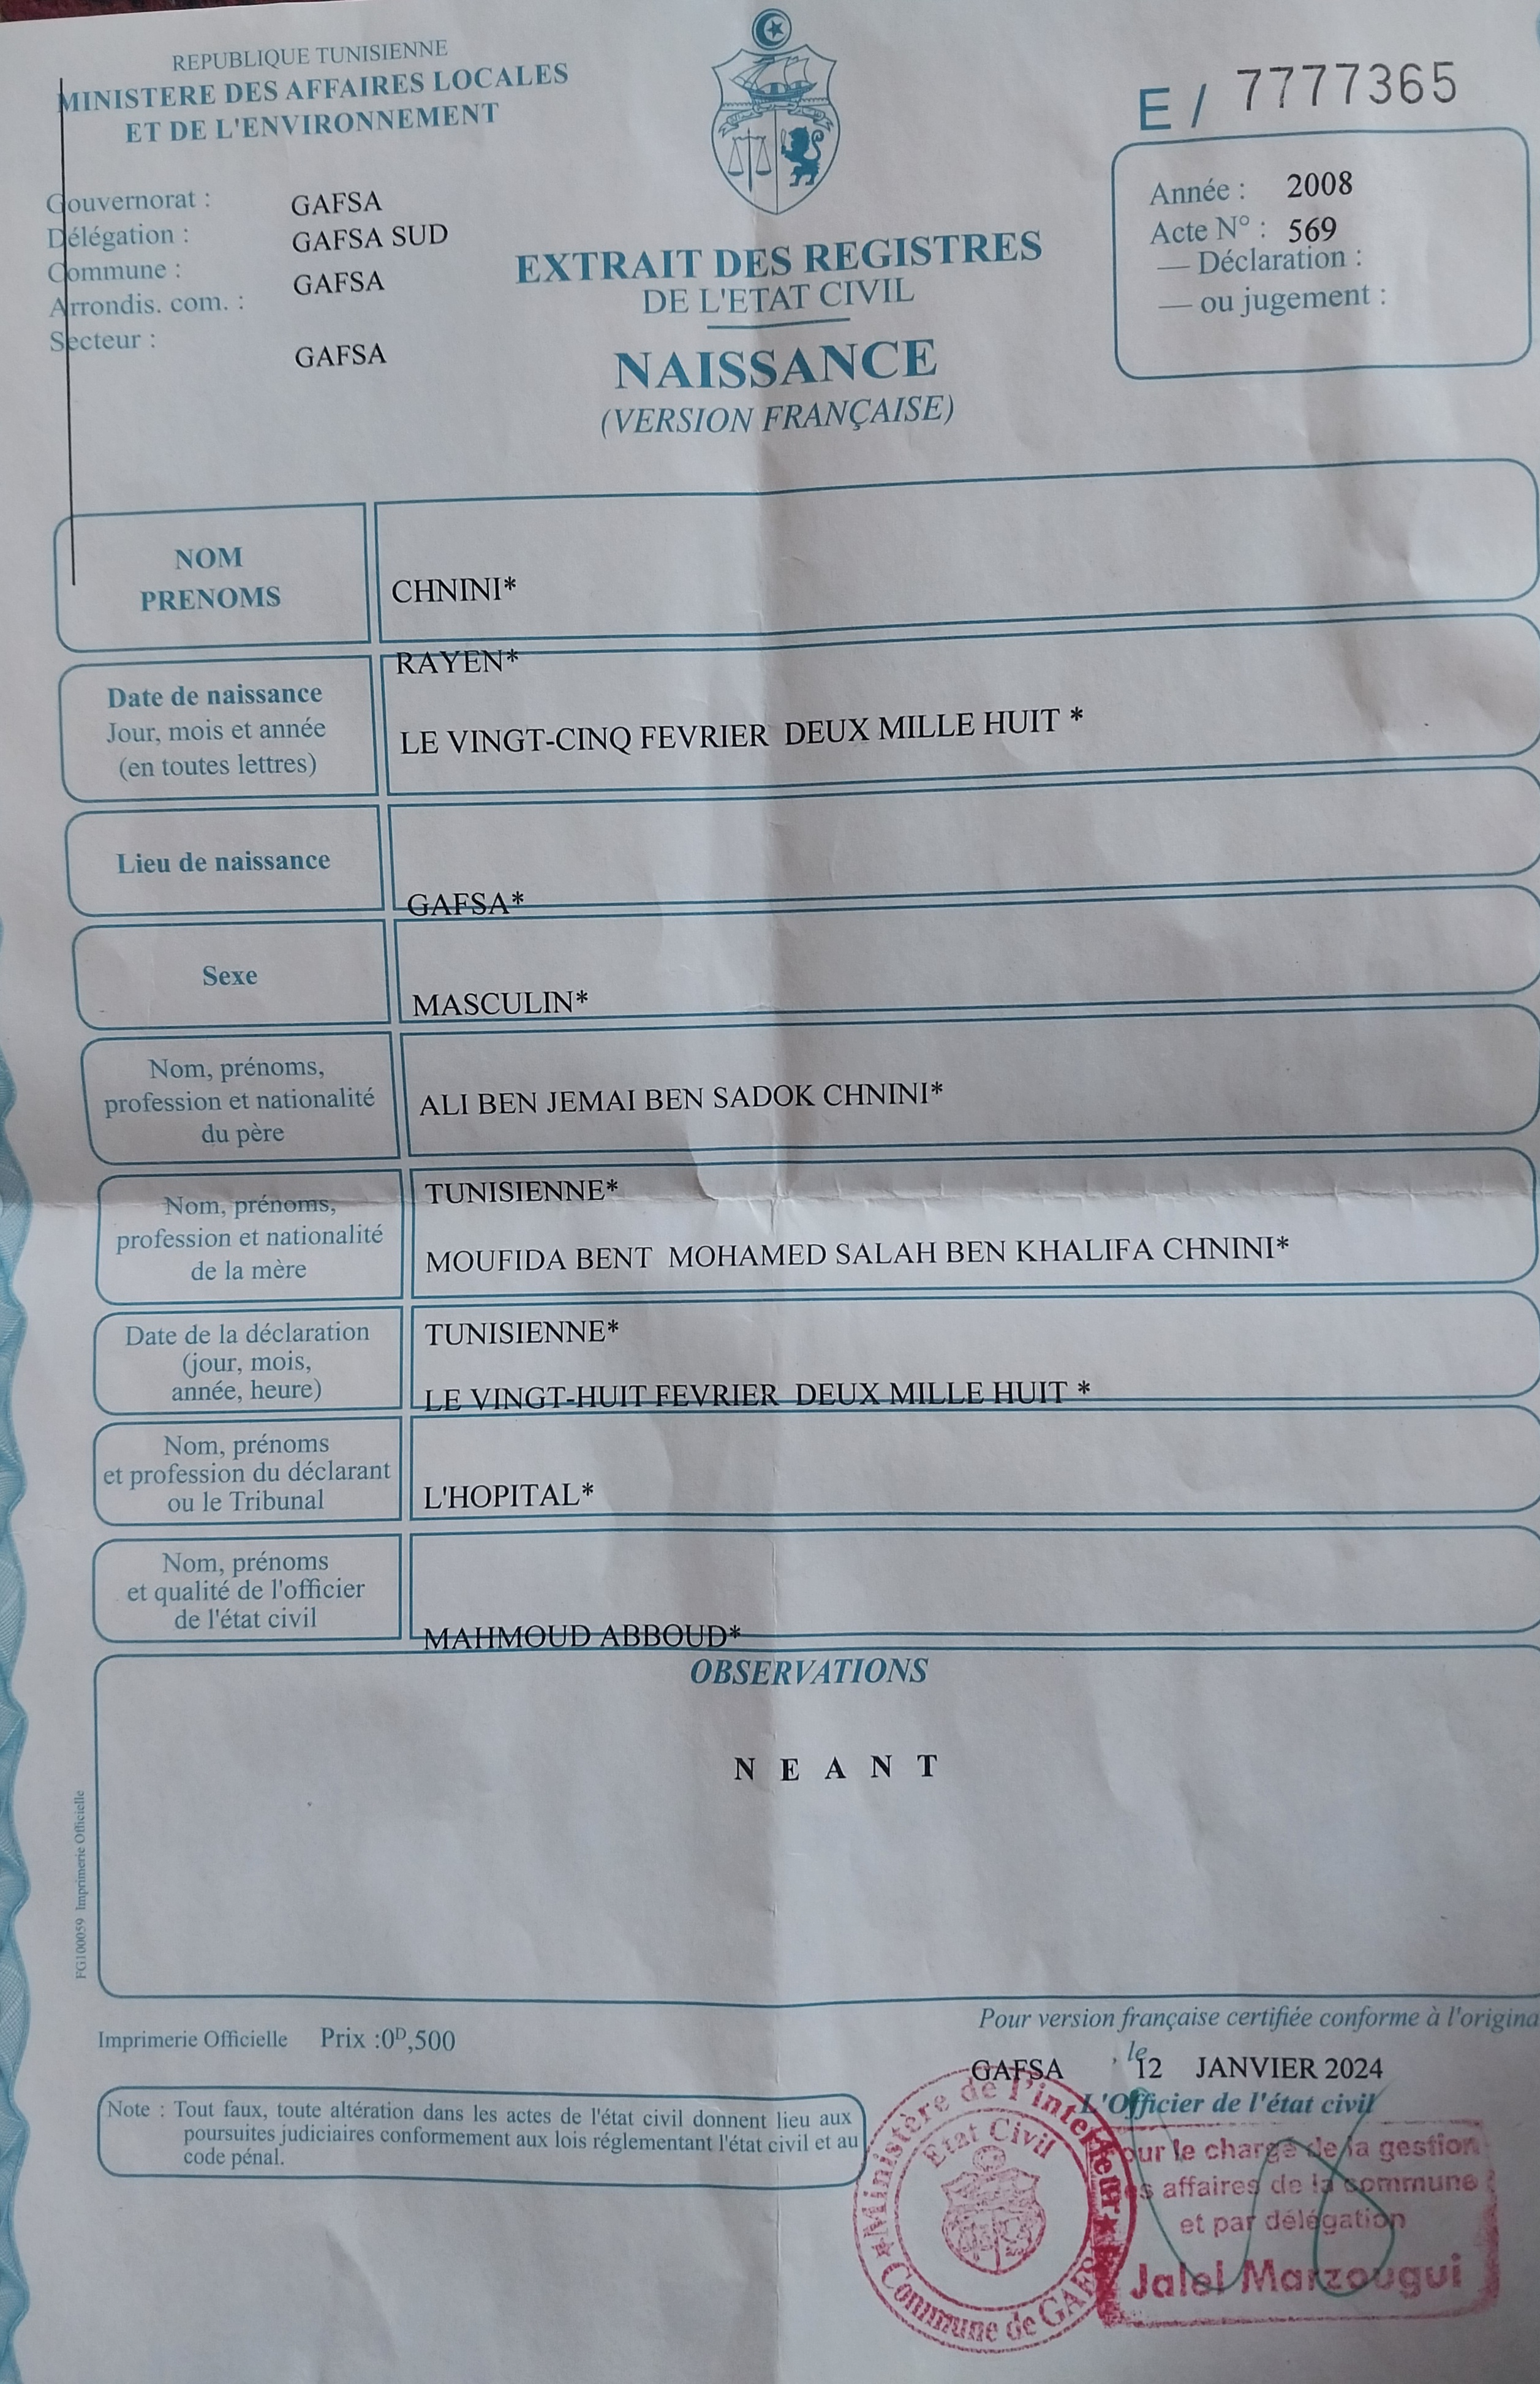 REPUBLIQUE TUNISIENNE
MINISTERE DES AFFAIRES LOCALES
ET DE L'ENVIRONNEMENT
E / 7777365
Gouvernorat : GAFSA
Délégation : GAFSA SUD
Commune : GAFSA
Arrondis. com. :
Secteur : GAFSA
EXTRAIT DES REGISTRES
DE L'ETAT CIVIL
NAISSANCE
(VERSION FRANÇAISE)
Année : 2008
Acte N° : 569
— Déclaration :
— ou jugement :
NOM
PRENOMS
CHNINI*
RAYEN*
Date de naissance
Jour, mois et année
(en toutes lettres)
LE VINGT-CINQ FEVRIER DEUX MILLE HUIT *
Lieu de naissance
GAFSA*
Sexe
MASCULIN*
Nom, prénoms,
profession et nationalité
du père
ALI BEN JEMAI BEN SADOK CHNINI*
TUNISIENNE*
Nom, prénoms,
profession et nationalité
de la mère
MOUFIDA BENT MOHAMED SALAH BEN KHALIFA CHNINI*
TUNISIENNE*
Date de la déclaration
(jour, mois,
année, heure)
LE VINGT-HUIT FEVRIER DEUX MILLE HUIT *
Nom, prénoms
et profession du déclarant
ou le Tribunal
L'HOPITAL*
Nom, prénoms
et qualité de l'officier
de l'état civil
MAHMOUD ABBOUD*
OBSERVATIONS
N E A N T
FG100059 Imprimerie Officielle
Imprimerie Officielle Prix :0ᴰ,500
Pour version française certifiée conforme à l'origina
GAFSA , le 12 JANVIER 2024
L'Officier de l'état civil
Note : Tout faux, toute altération dans les actes de l'état civil donnent lieu aux
poursuites judiciaires conformement aux lois réglementant l'état civil et au
code pénal.
Ministère de l'interieur
Etat Civil
Commune de GAFS
our le chargé de la gestion
es affaires de la commune
et par délégation
Jalel Marzougui